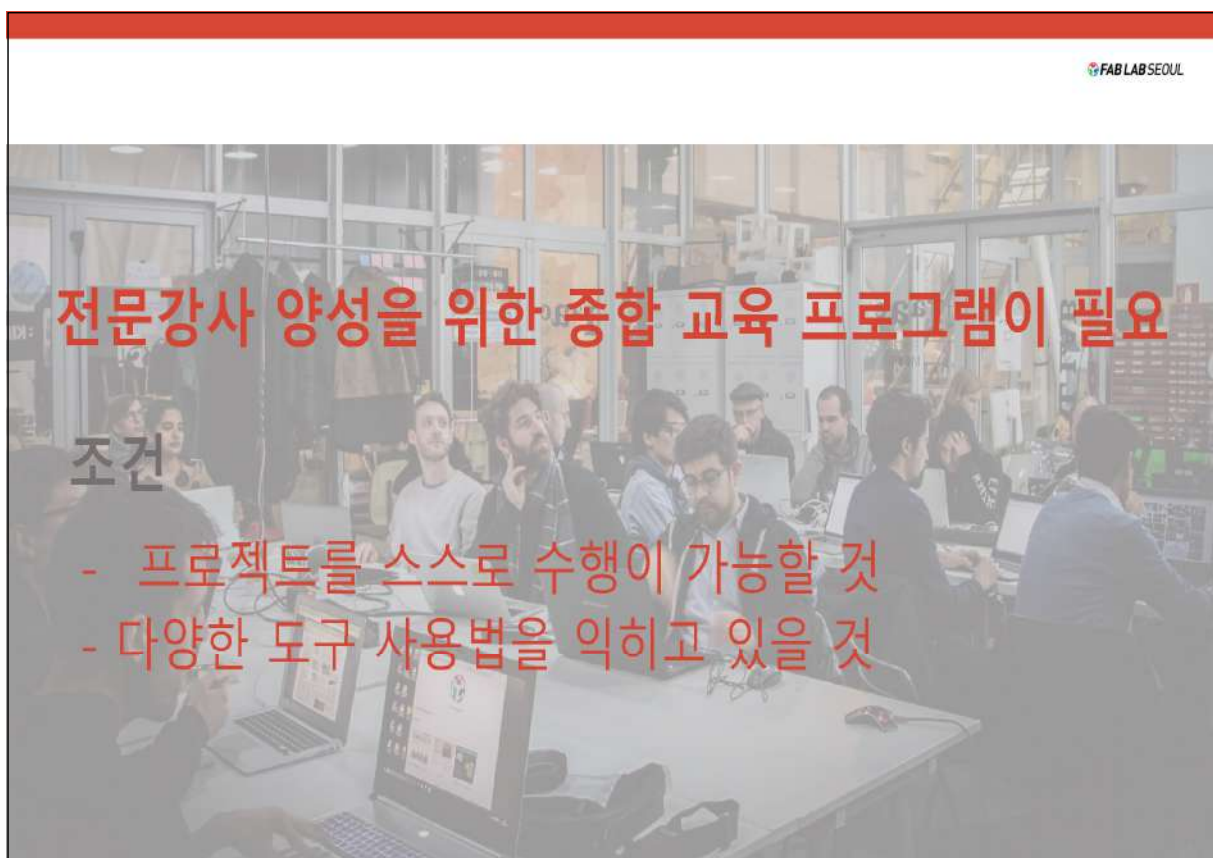 FAB LAB SEOUL
전문강사 양성을 위한 종합 교육 프로그램이 필요
조건
- 프로젝트를 스스로 수행이 가능할 것
- 다양한 도구 사용법을 익히고 있을 것